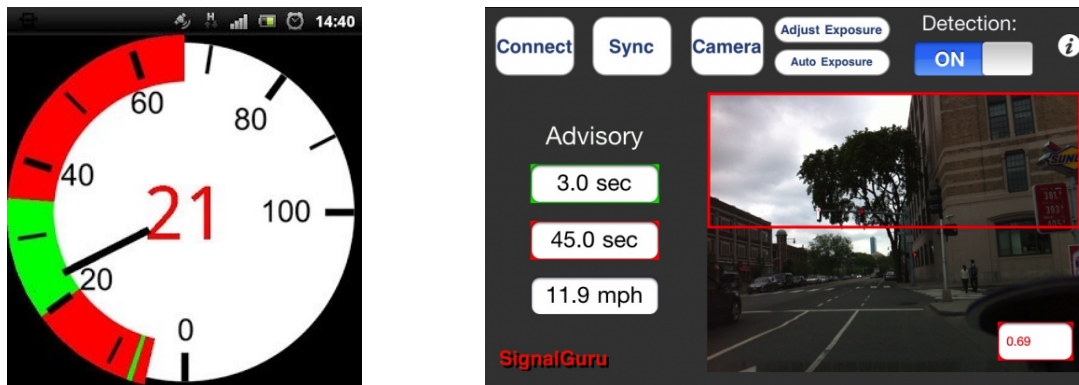 H 14:40
60
80
40
21
100
20
0
Connect
Sync
Camera
Adjust Exposure
Auto Exposure
Detection:
ON
i
Advisory
3.0 sec
45.0 sec
11.9 mph
SignalGuru
SUNO
0.69